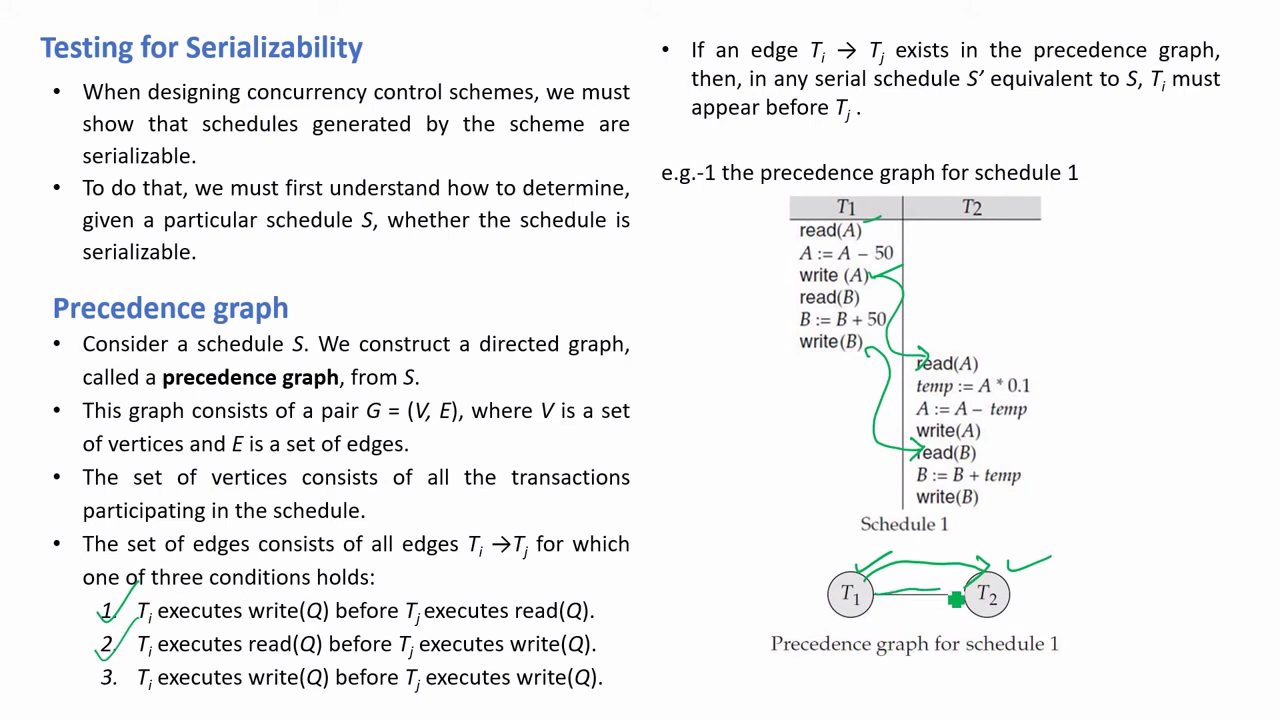 Testing for Serializability
• When designing concurrency control schemes, we must
show that schedules generated by the scheme are
serializable.
• To do that, we must first understand how to determine,
given a particular schedule S, whether the schedule is
serializable.
Precedence graph
• Consider a schedule S. We construct a directed graph,
called a precedence graph, from S.
• This graph consists of a pair G = (V, E), where V is a set
of vertices and E is a set of edges.
• The set of vertices consists of all the transactions
participating in the schedule.
• The set of edges consists of all edges Ti →Tj for which
one of three conditions holds:
1. Ti executes write(Q) before Tj executes read(Q).
2. Ti executes read(Q) before Tj executes write(Q).
3. Ti executes write(Q) before Tj executes write(Q).
• If an edge Ti → Tj exists in the precedence graph,
then, in any serial schedule S′ equivalent to S, Ti must
appear before Tj .
e.g.-1 the precedence graph for schedule 1
T1 T2
read(A)
A := A − 50
write (A)
read(B)
B := B + 50
write(B)
read(A)
temp := A * 0.1
A := A − temp
write(A)
read(B)
B := B + temp
write(B)
Schedule 1
T1 T2
Precedence graph for schedule 1